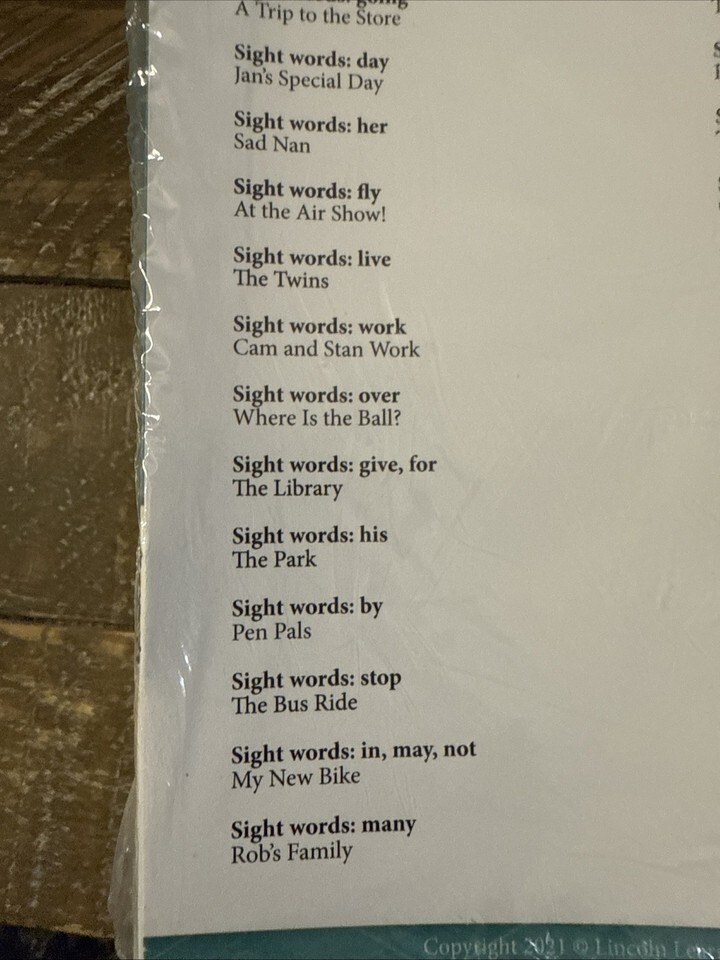 going
A Trip to the Store
Sight words: day
Jan's Special Day
Sight words: her
Sad Nan
Sight words: fly
At the Air Show!
Sight words: live
The Twins
Sight words: work
Cam and Stan Work
Sight words: over
Where Is the Ball?
Sight words: give, for
The Library
Sight words: his
The Park
Sight words: by
Pen Pals
Sight words: stop
The Bus Ride
Sight words: in, may, not
My New Bike
Sight words: many
Rob's Family
Copyright 2021 © Lincoln